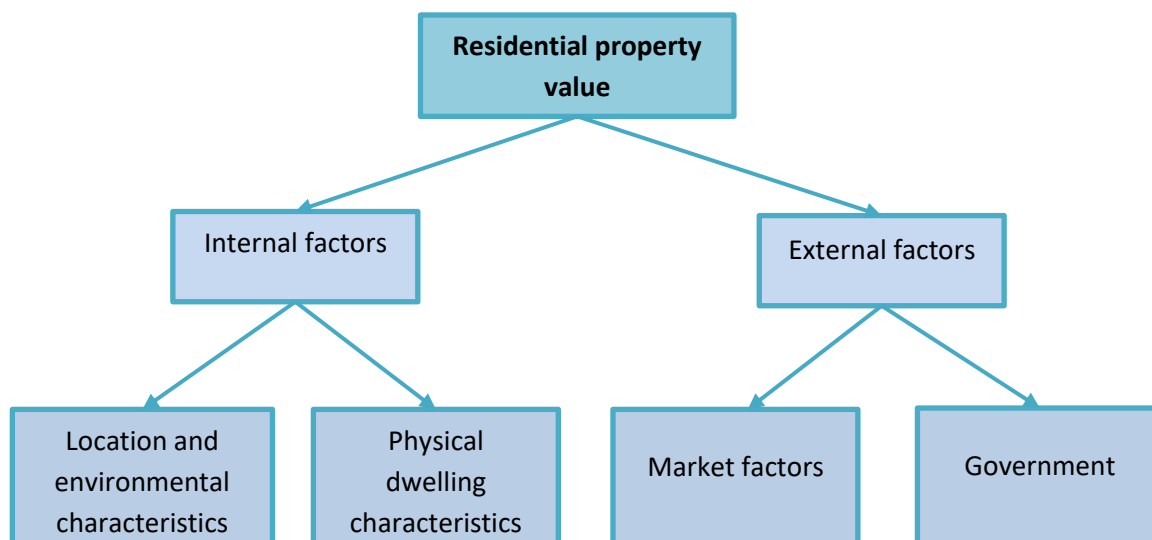 Residential property
value
Internal factors
External factors
Location and
environmental
characteristics
Physical
dwelling
characteristics
Market factors
Government